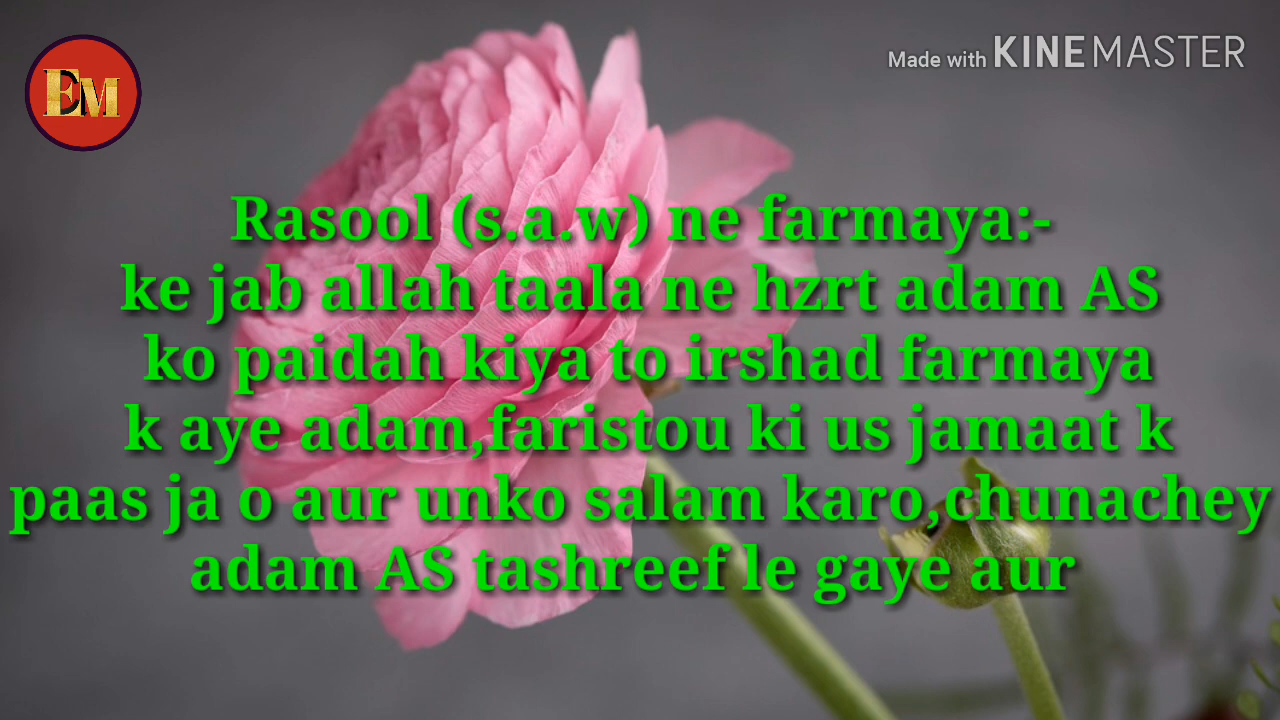 EM
Made with KINEMASTER
Rasool (s.a.w) ne farmaya:-
ke jab allah taala ne hzrt adam AS
ko paidah kiya to irshad farmaya
k aye adam,faristou ki us jamaat k
paas ja o aur unko salam karo,chunachey
adam AS tashreef le gaye aur